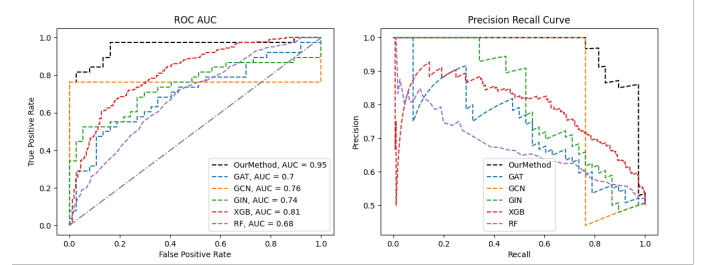 ROC AUC
True Positive Rate
1.0
0.8
0.6
0.4
0.2
0.0
OurMethod, AUC = 0.95
GAT, AUC = 0.7
GCN, AUC = 0.76
GIN, AUC = 0.74
XGB, AUC = 0.81
RF, AUC = 0.68
0.0 0.2 0.4 0.6 0.8 1.0
False Positive Rate
Precision Recall Curve
Precision
1.0
0.9
0.8
0.7
0.6
0.5
OurMethod
GAT
GCN
GIN
XGB
RF
0.0 0.2 0.4 0.6 0.8 1.0
Recall